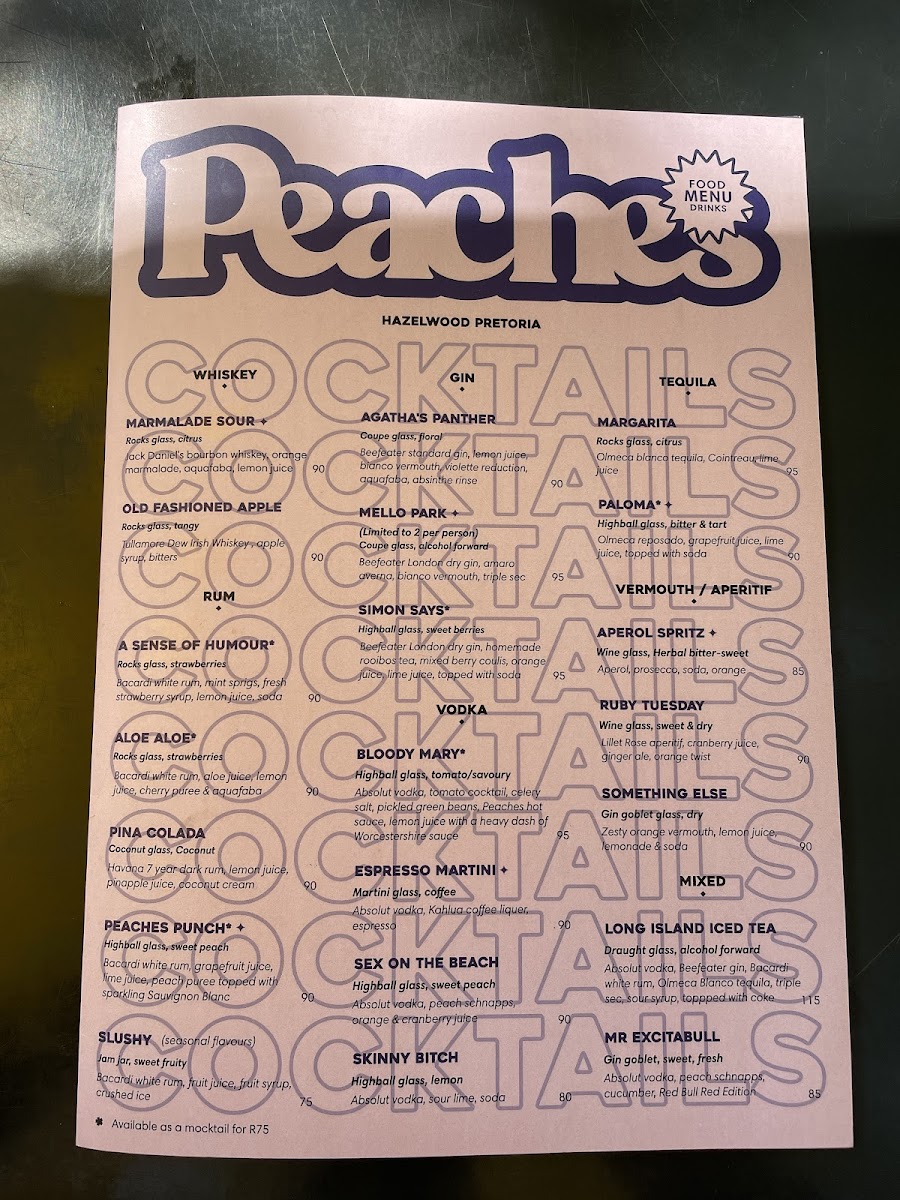 Peaches
FOOD
MENU
DRINKS
HAZELWOOD PRETORIA
COCKTAILS
COCKTAILS
COCKTAILS
COCKTAILS
COCKTAILS
COCKTAILS
COCKTAILS
COCKTAILS
WHISKEY
MARMALADE SOUR ✦
Rocks glass, citrus
Jack Daniel's bourbon whiskey, orange
marmalade, aquafaba, lemon juice 90
OLD FASHIONED APPLE
Rocks glass, tangy
Tullamore Dew Irish Whiskey, apple
syrup, bitters 90
RUM
A SENSE OF HUMOUR*
Rocks glass, strawberries
Bacardi white rum, mint sprigs, fresh
strawberry syrup, lemon juice, soda 90
ALOE ALOE*
Rocks glass, strawberries
Bacardi white rum, aloe juice, lemon
juice, cherry puree & aquafaba 90
PINA COLADA
Coconut glass, Coconut
Havana 7 year dark rum, lemon juice,
pinapple juice, coconut cream 90
PEACHES PUNCH* ✦
Highball glass, sweet peach
Bacardi white rum, grapefruit juice,
lime juice, peach puree topped with
sparkling Sauvignon Blanc 90
SLUSHY (seasonal flavours)
Jam jar, sweet fruity
Bacardi white rum, fruit juice, fruit syrup,
crushed ice 75
GIN
AGATHA'S PANTHER
Coupe glass, floral
Beefeater standard gin, lemon juice,
bianco vermouth, violette reduction,
aquafaba, absinthe rinse 90
MELLO PARK ✦
(Limited to 2 per person)
Coupe glass, alcohol forward
Beefeater London dry gin, amaro
averna, bianco vermouth, triple sec 95
SIMON SAYS*
Highball glass, sweet berries
Beefeater London dry gin, homemade
rooibos tea, mixed berry coulis, orange
juice, lime juice, topped with soda 95
VODKA
BLOODY MARY*
Highball glass, tomato/savoury
Absolut vodka, tomato cocktail, celery
salt, pickled green beans, Peaches hot
sauce, lemon juice with a heavy dash of
Worcestershire sauce 95
ESPRESSO MARTINI ✦
Martini glass, coffee
Absolut vodka, Kahlua coffee liquer,
espresso 90
SEX ON THE BEACH
Highball glass, sweet peach
Absolut vodka, peach schnapps,
orange & cranberry juice 90
SKINNY BITCH
Highball glass, lemon
Absolut vodka, sour lime, soda 80
TEQUILA
MARGARITA
Rocks glass, citrus
Olmeca blanco tequila, Cointreau, lime
juice 95
PALOMA* ✦
Highball glass, bitter & tart
Olmeca reposado, grapefruit juice, lime
juice, topped with soda 90
VERMOUTH / APERITIF
APEROL SPRITZ ✦
Wine glass, Herbal bitter-sweet
Aperol, prosecco, soda, orange 85
RUBY TUESDAY
Wine glass, sweet & dry
Lillet Rose aperitif, cranberry juice,
ginger ale, orange twist 90
SOMETHING ELSE
Gin goblet glass, dry
Zesty orange vermouth, lemon juice,
lemonade & soda 90
MIXED
LONG ISLAND ICED TEA
Draught glass, alcohol forward
Absolut vodka, Beefeater gin, Bacardi
white rum, Olmeca Blanco tequila, triple
sec, sour syrup, toppped with coke 115
MR EXCITABULL
Gin goblet, sweet, fresh
Absolut vodka, peach schnapps,
cucumber, Red Bull Red Edition 85
Available as a mocktail for R75